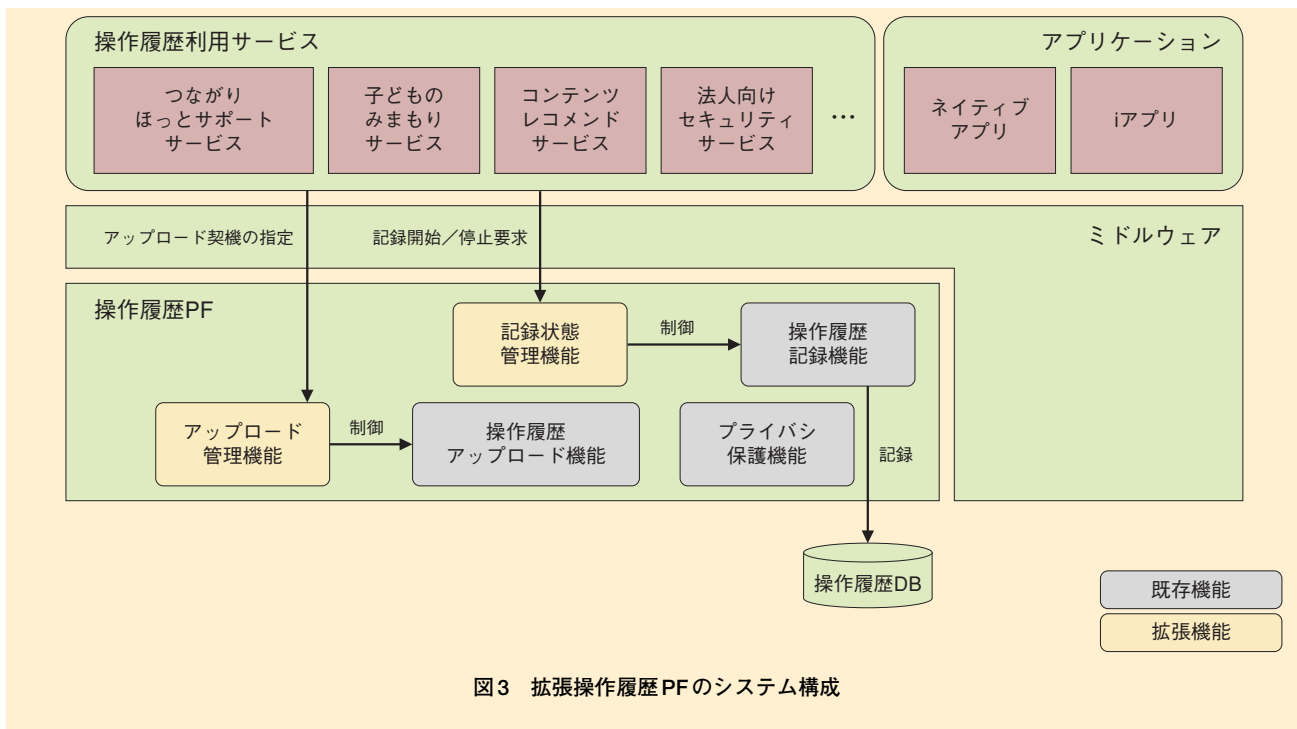 操作履歴利用サービス
つながり
ほっとサポート
サービス
子どもの
みまもり
サービス
コンテンツ
レコメンド
サービス
法人向け
セキュリティ
サービス
…
アプリケーション
ネイティブ
アプリ
iアプリ
アップロード契機の指定
記録開始／停止要求
ミドルウェア
操作履歴PF
記録状態
管理機能
制御
操作履歴
記録機能
アップロード
管理機能
制御
操作履歴
アップロード機能
プライバシ
保護機能
記録
操作履歴DB
既存機能
拡張機能
図3　拡張操作履歴PFのシステム構成